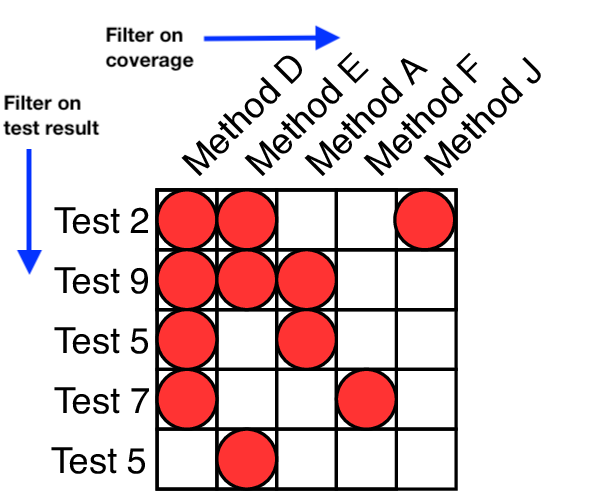 Filter on
coverage
Filter on
test result
Method D
Method E
Method A
Method F
Method J
Test 2
Test 9
Test 5
Test 7
Test 5